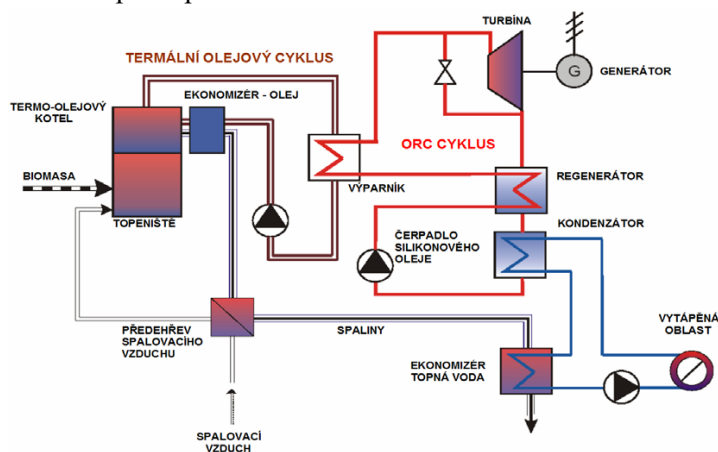 TURBÍNA
TERMÁLNÍ OLEJOVÝ CYKLUS
G
GENERÁTOR
EKONOMIZÉR - OLEJ
TERMO-OLEJOVÝ
KOTEL
ORC CYKLUS
BIOMASA
VÝPARNÍK
REGENERÁTOR
TOPENIŠTĚ
KONDENZÁTOR
ČERPADLO
SILIKONOVÉHO
OLEJE
PŘEDEHŘEV
SPALOVACÍHO
VZDUCHU
SPALINY
VYTÁPĚNÁ
OBLAST
EKONOMIZÉR
TOPNÁ VODA
SPALOVACÍ
VZDUCH